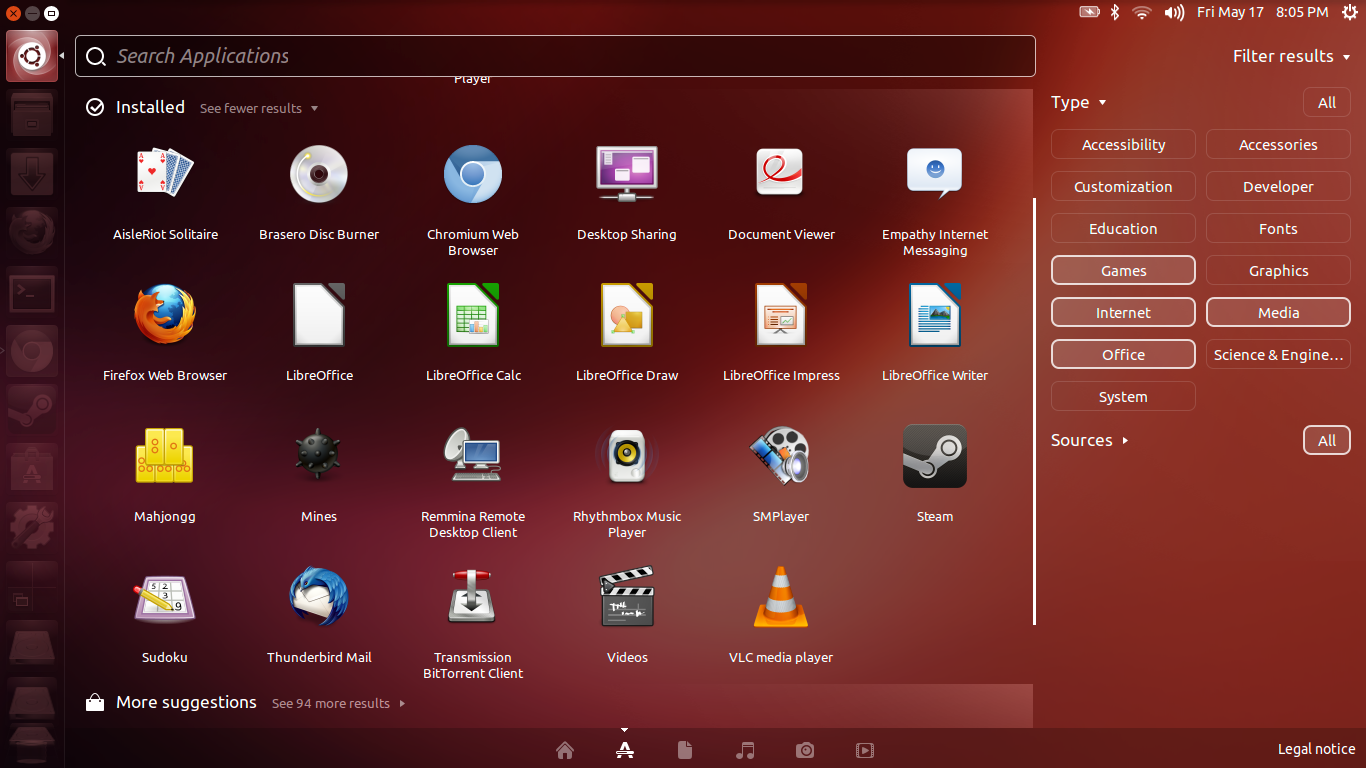 Fri May 17 8:05 PM
Search Applications
Filter results
Player
Installed See fewer results
Type All
Accessibility Accessories
Customization Developer
Education Fonts
Games Graphics
Internet Media
Office Science & Engine...
System
Sources All
AisleRiot Solitaire
Brasero Disc Burner
Chromium Web
Browser
Desktop Sharing
Document Viewer
Empathy Internet
Messaging
Firefox Web Browser
LibreOffice
LibreOffice Calc
LibreOffice Draw
LibreOffice Impress
LibreOffice Writer
Mahjongg
Mines
Remmina Remote
Desktop Client
Rhythmbox Music
Player
SMPlayer
Steam
Sudoku
Thunderbird Mail
Transmission
BitTorrent Client
Videos
VLC media player
More suggestions See 94 more results
Legal notice